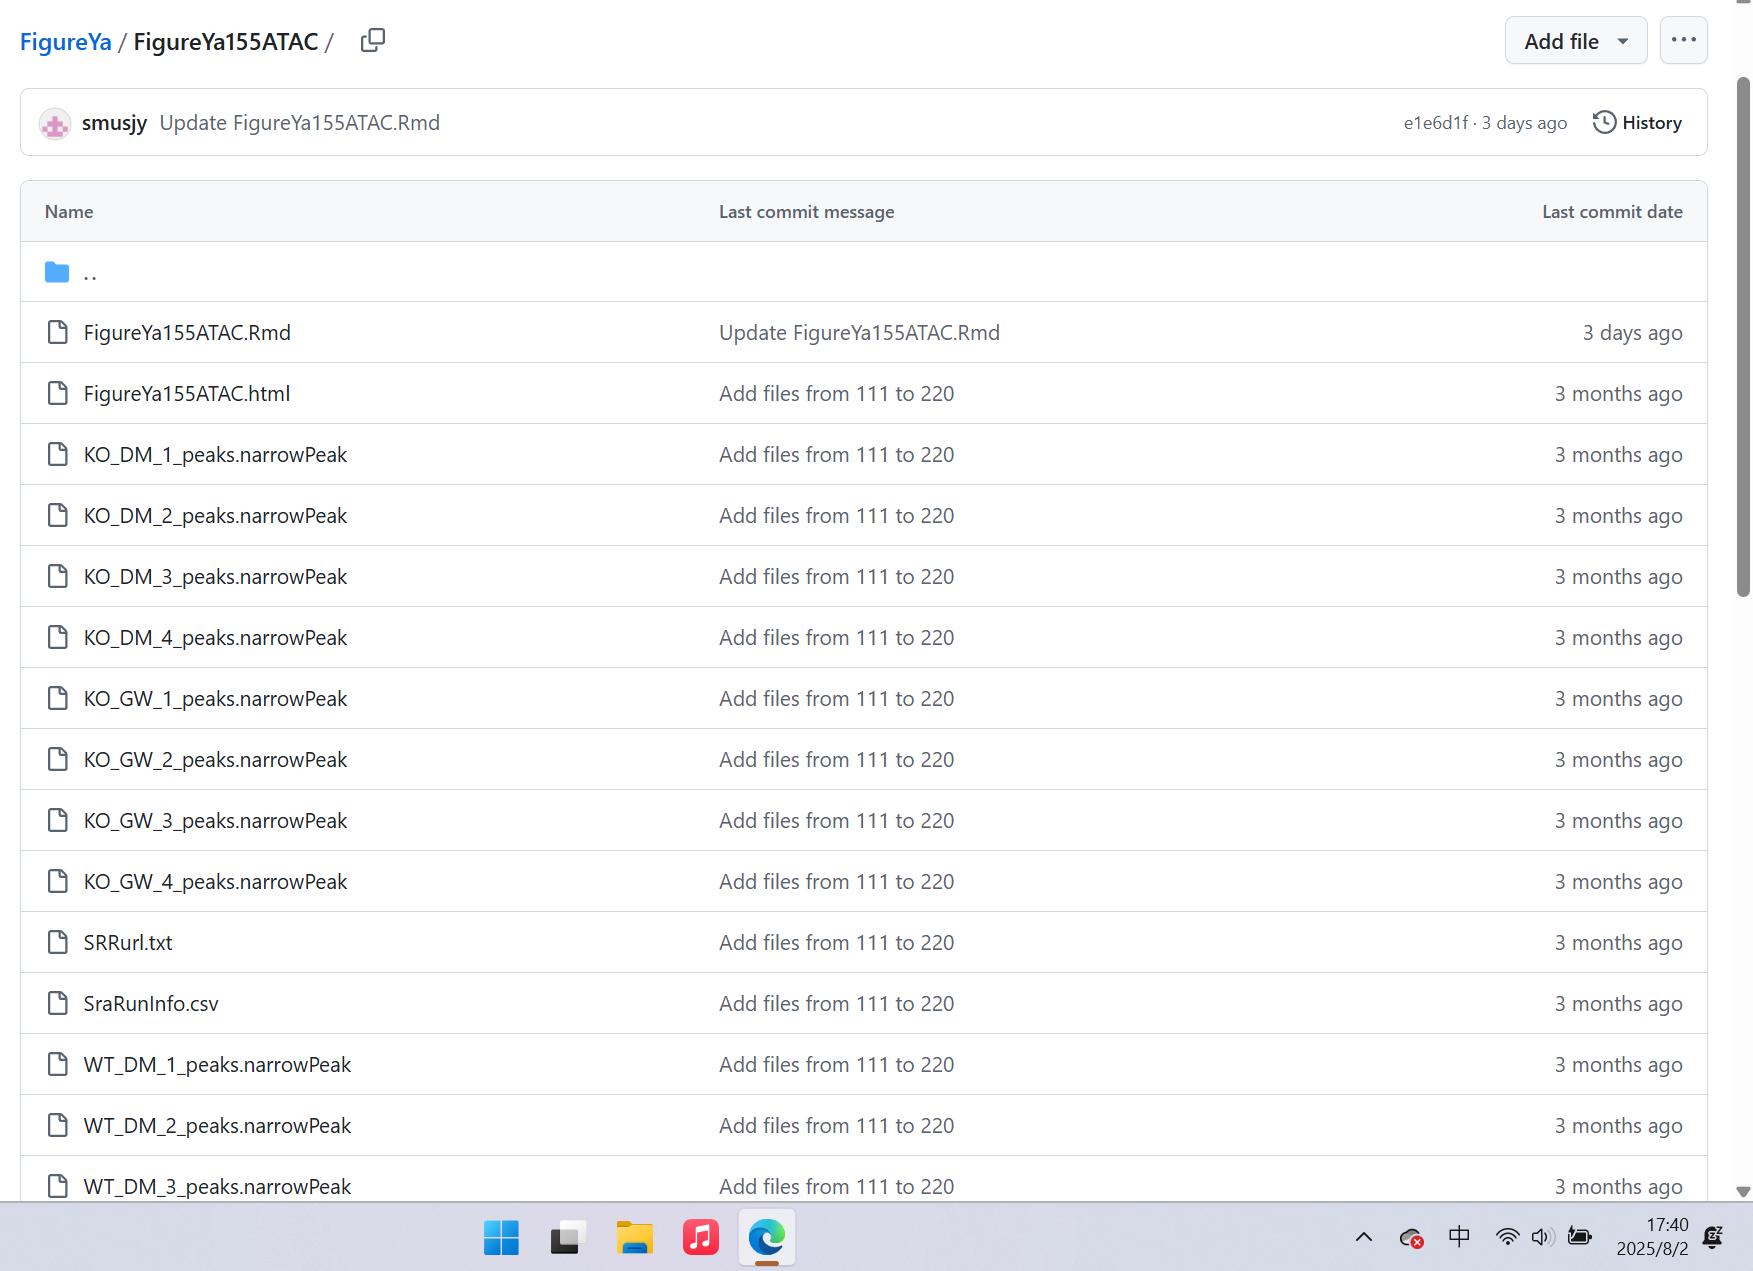 FigureYa / FigureYa155ATAC /
Add file
smusjy Update FigureYa155ATAC.Rmd
e1e6d1f · 3 days ago
History
Name Last commit message Last commit date
..
FigureYa155ATAC.Rmd Update FigureYa155ATAC.Rmd 3 days ago
FigureYa155ATAC.html Add files from 111 to 220 3 months ago
KO_DM_1_peaks.narrowPeak Add files from 111 to 220 3 months ago
KO_DM_2_peaks.narrowPeak Add files from 111 to 220 3 months ago
KO_DM_3_peaks.narrowPeak Add files from 111 to 220 3 months ago
KO_DM_4_peaks.narrowPeak Add files from 111 to 220 3 months ago
KO_GW_1_peaks.narrowPeak Add files from 111 to 220 3 months ago
KO_GW_2_peaks.narrowPeak Add files from 111 to 220 3 months ago
KO_GW_3_peaks.narrowPeak Add files from 111 to 220 3 months ago
KO_GW_4_peaks.narrowPeak Add files from 111 to 220 3 months ago
SRRurl.txt Add files from 111 to 220 3 months ago
SraRunInfo.csv Add files from 111 to 220 3 months ago
WT_DM_1_peaks.narrowPeak Add files from 111 to 220 3 months ago
WT_DM_2_peaks.narrowPeak Add files from 111 to 220 3 months ago
WT_DM_3_peaks.narrowPeak Add files from 111 to 220 3 months ago
中
17:40
2025/8/2